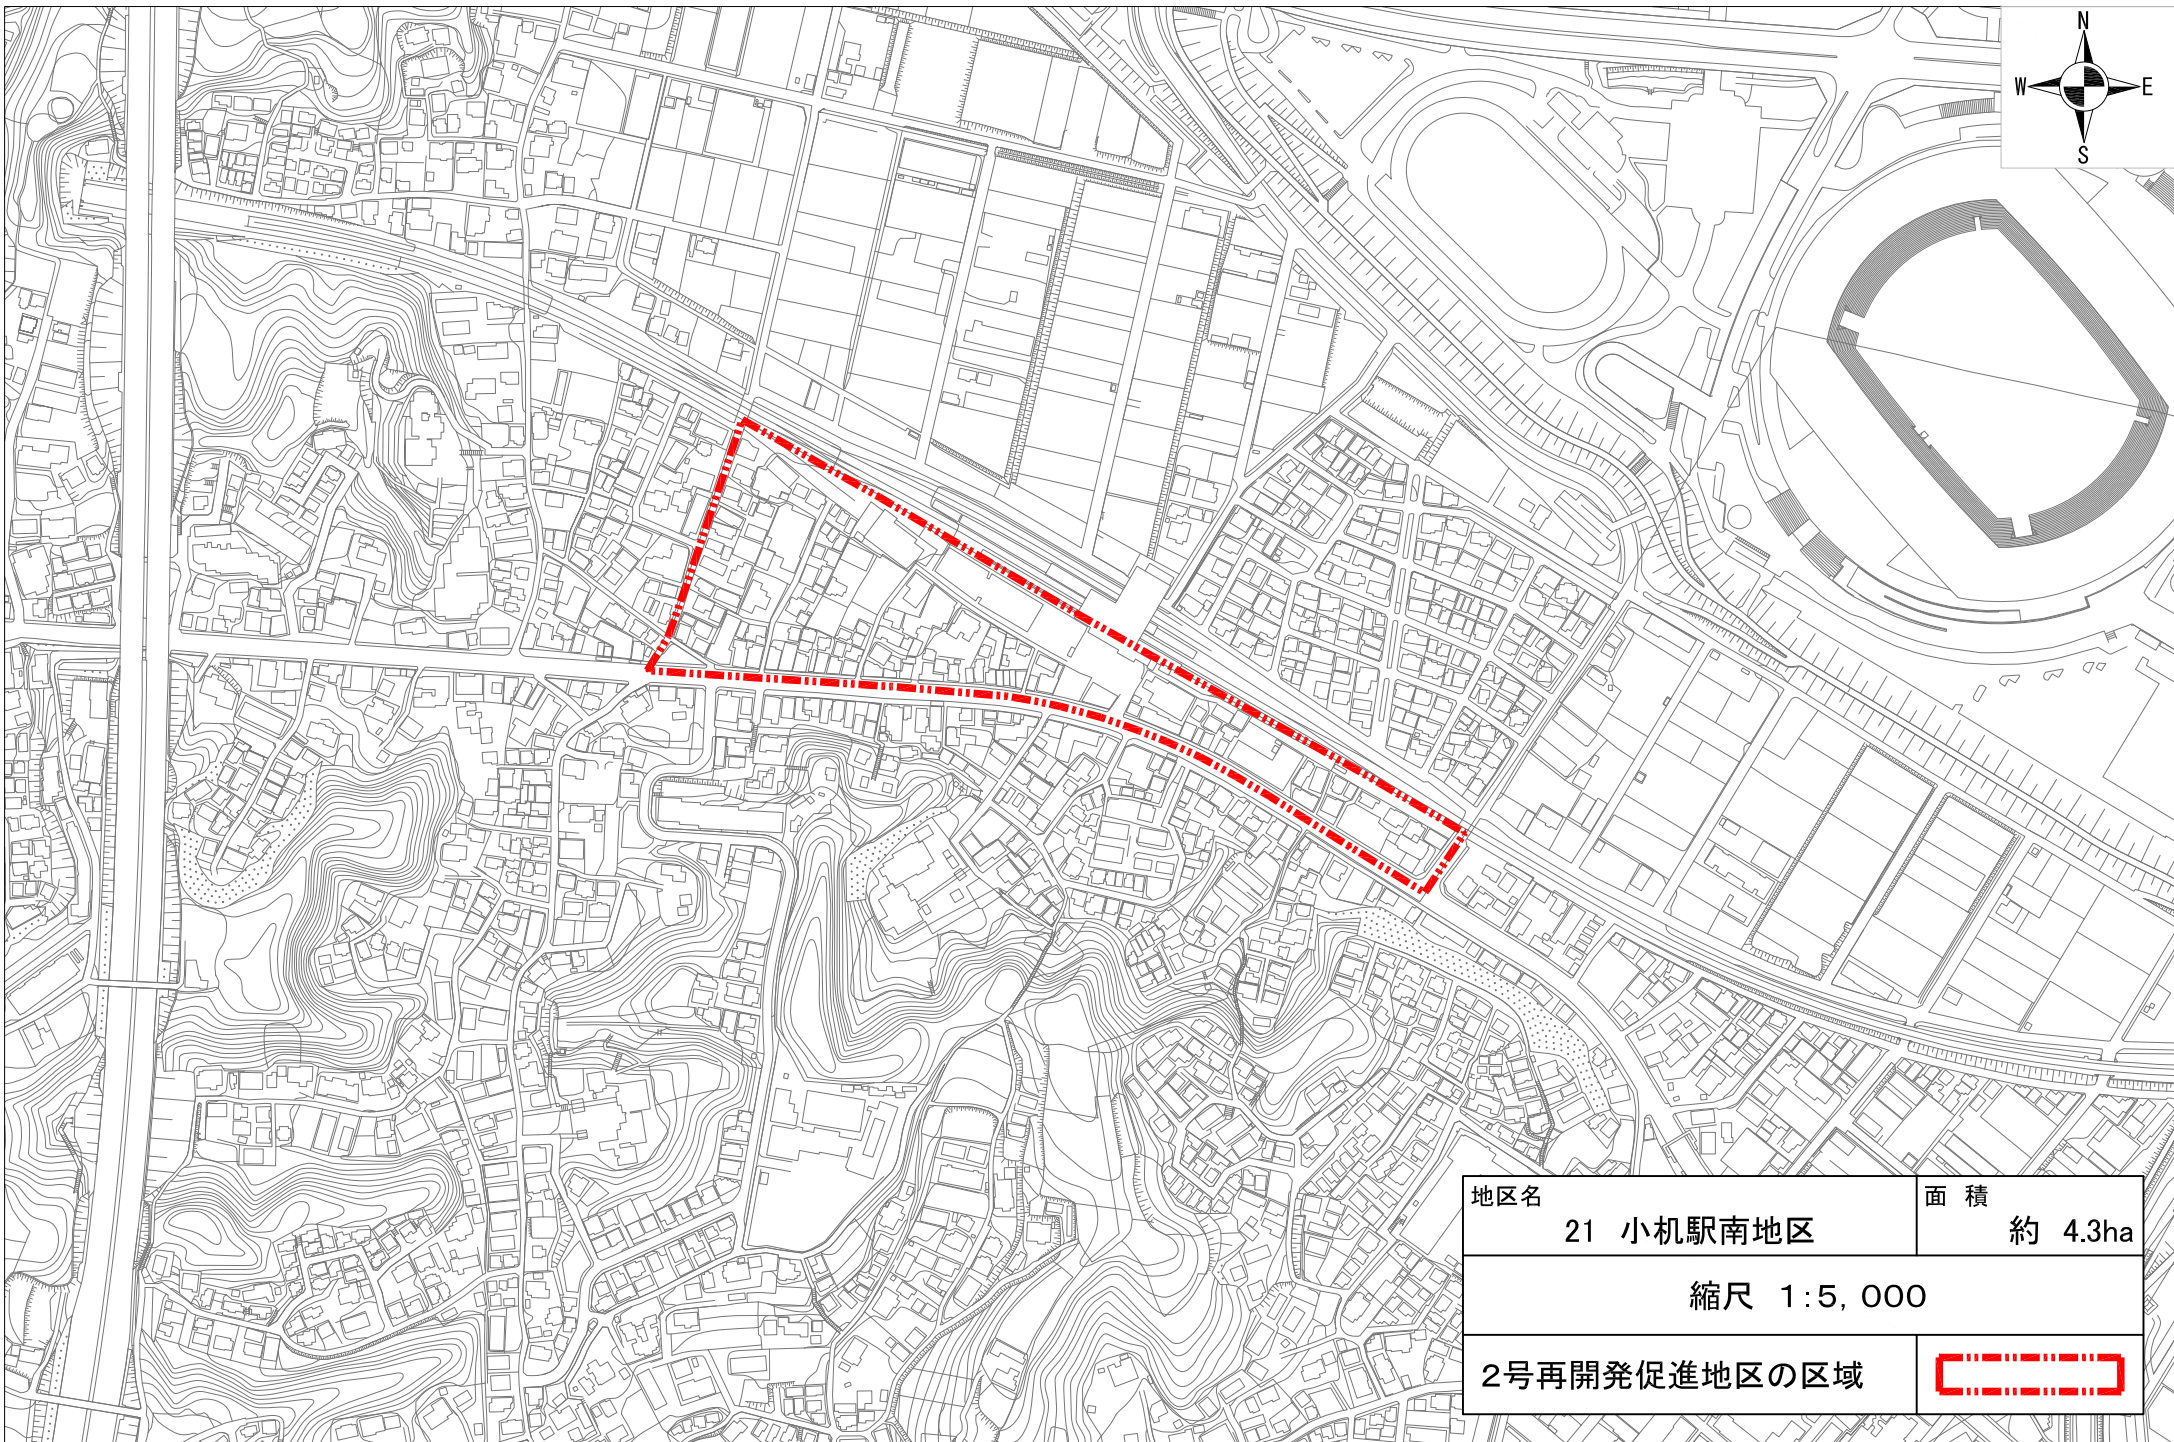 N
W E
S
地区名
21 小机駅南地区
面 積
約 4.3ha
縮尺 1:5,000
2号再開発促進地区の区域